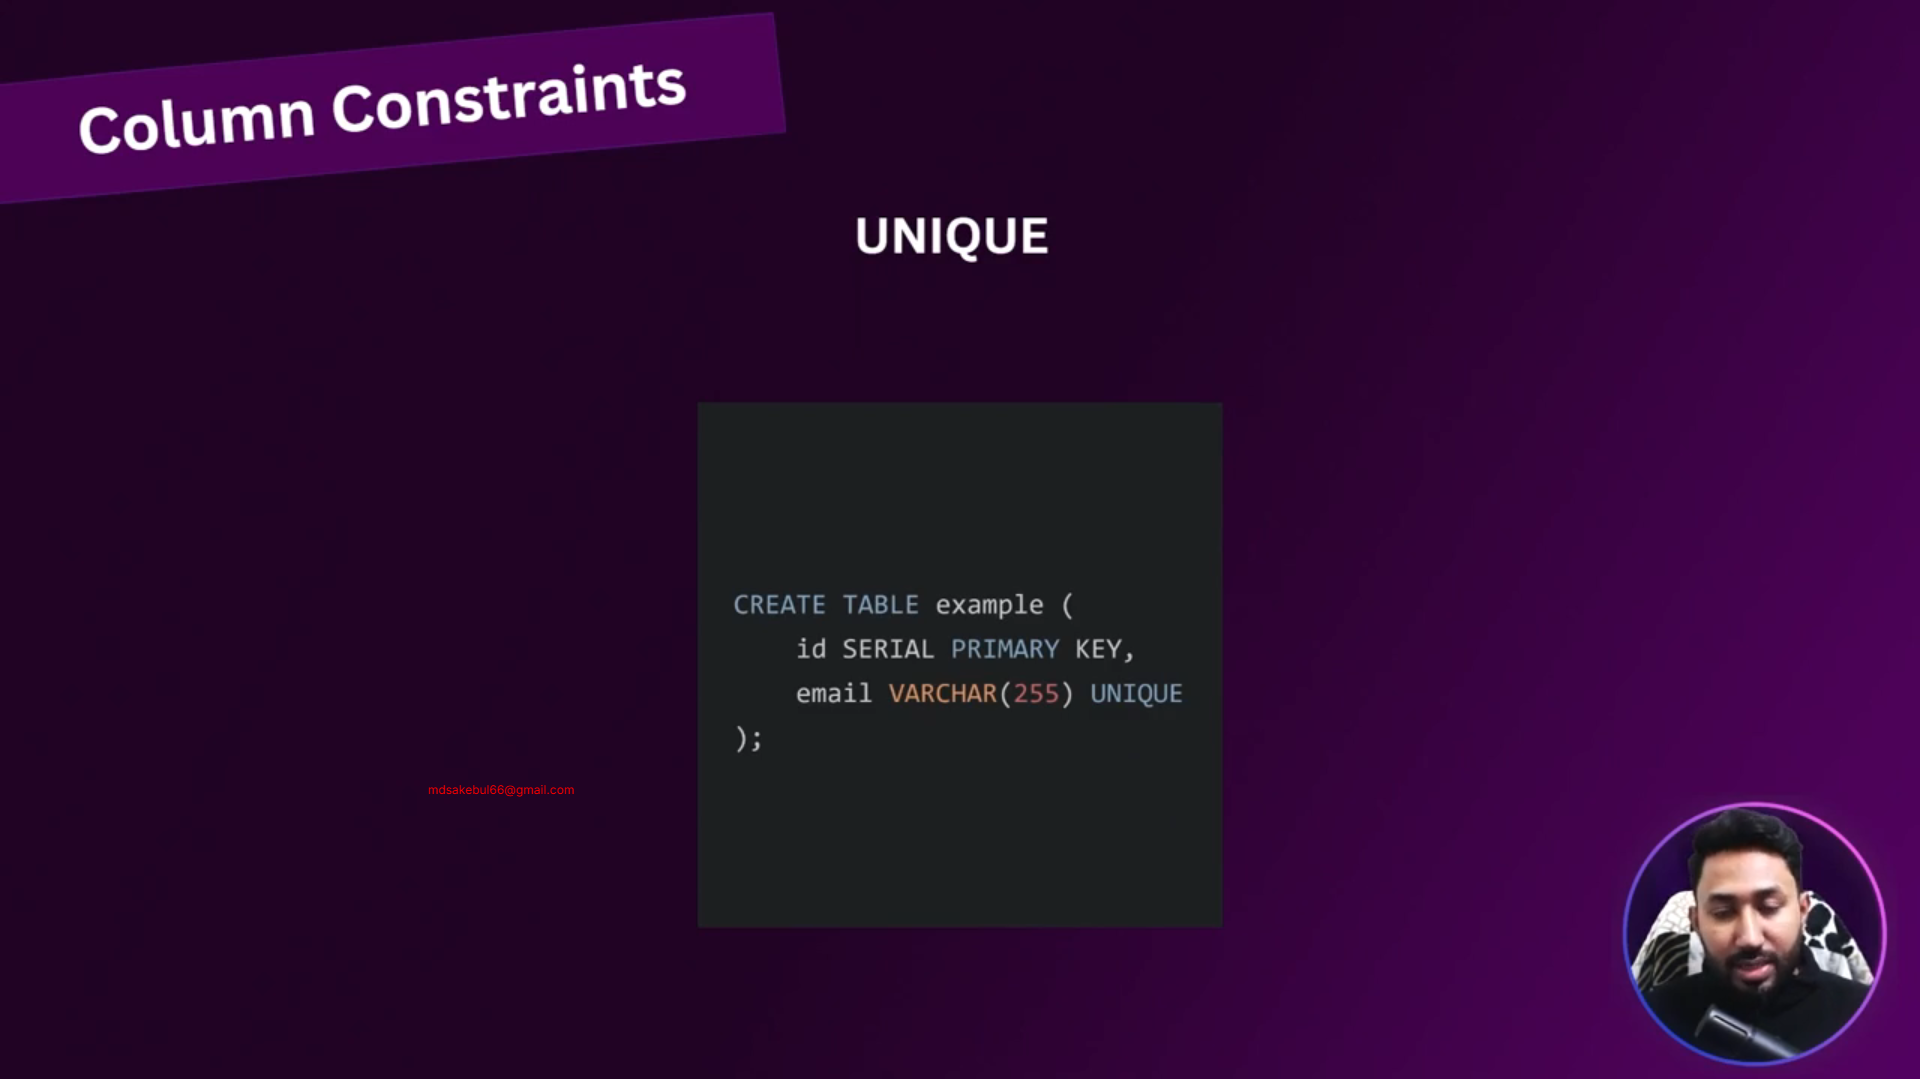 Column Constraints
UNIQUE
CREATE TABLE example (
    id SERIAL PRIMARY KEY,
    email VARCHAR(255) UNIQUE
);
mdsakebul66@gmail.com